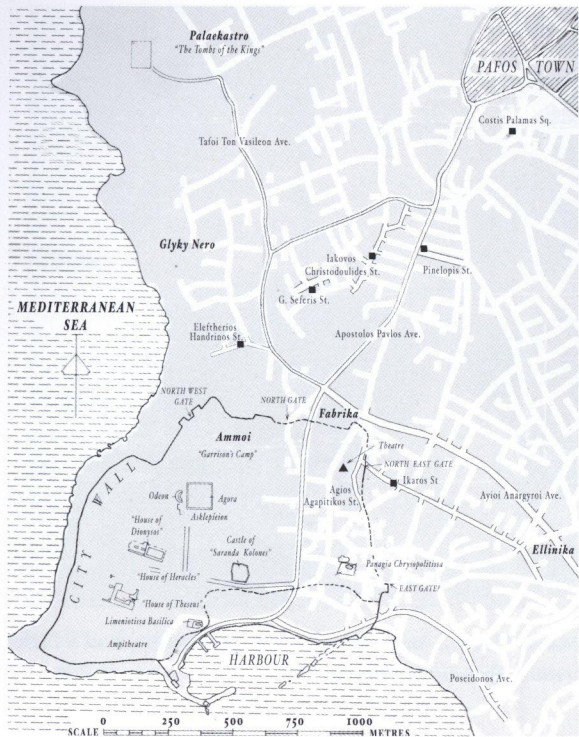 Palaekastro
"The Tombs of the Kings"
PAFOS TOWN
Costis Palamas Sq.
Tafoi Ton Vasileon Ave.
Glyky Nero
Iakovos
Christodoulides St.
Pinelopis St.
G. Seferis St.
MEDITERRANEAN
SEA
Eleftherios
Handrinos St.
Apostolos Pavlos Ave.
NORTH WEST
GATE
NORTH GATE
Fabrika
Ammoi
"Garrison's Camp"
Theatre
NORTH EAST GATE
CITY WALL
Ikaros St
Odeon
Agora
Asklepieion
Agios
Agapitikos St.
Ayioi Anargyroi Ave.
"House of
Dionysos"
Castle of
"Saranda Kolones"
Ellinika
Panagia Chrysopolitissa
"House of Heracles"
EAST GATE?
"House of Theseus"
Limeniotissa Basilica
Ampitheatre
HARBOUR
Poseidonos Ave.
0 250 500 750 1000
SCALE METRES